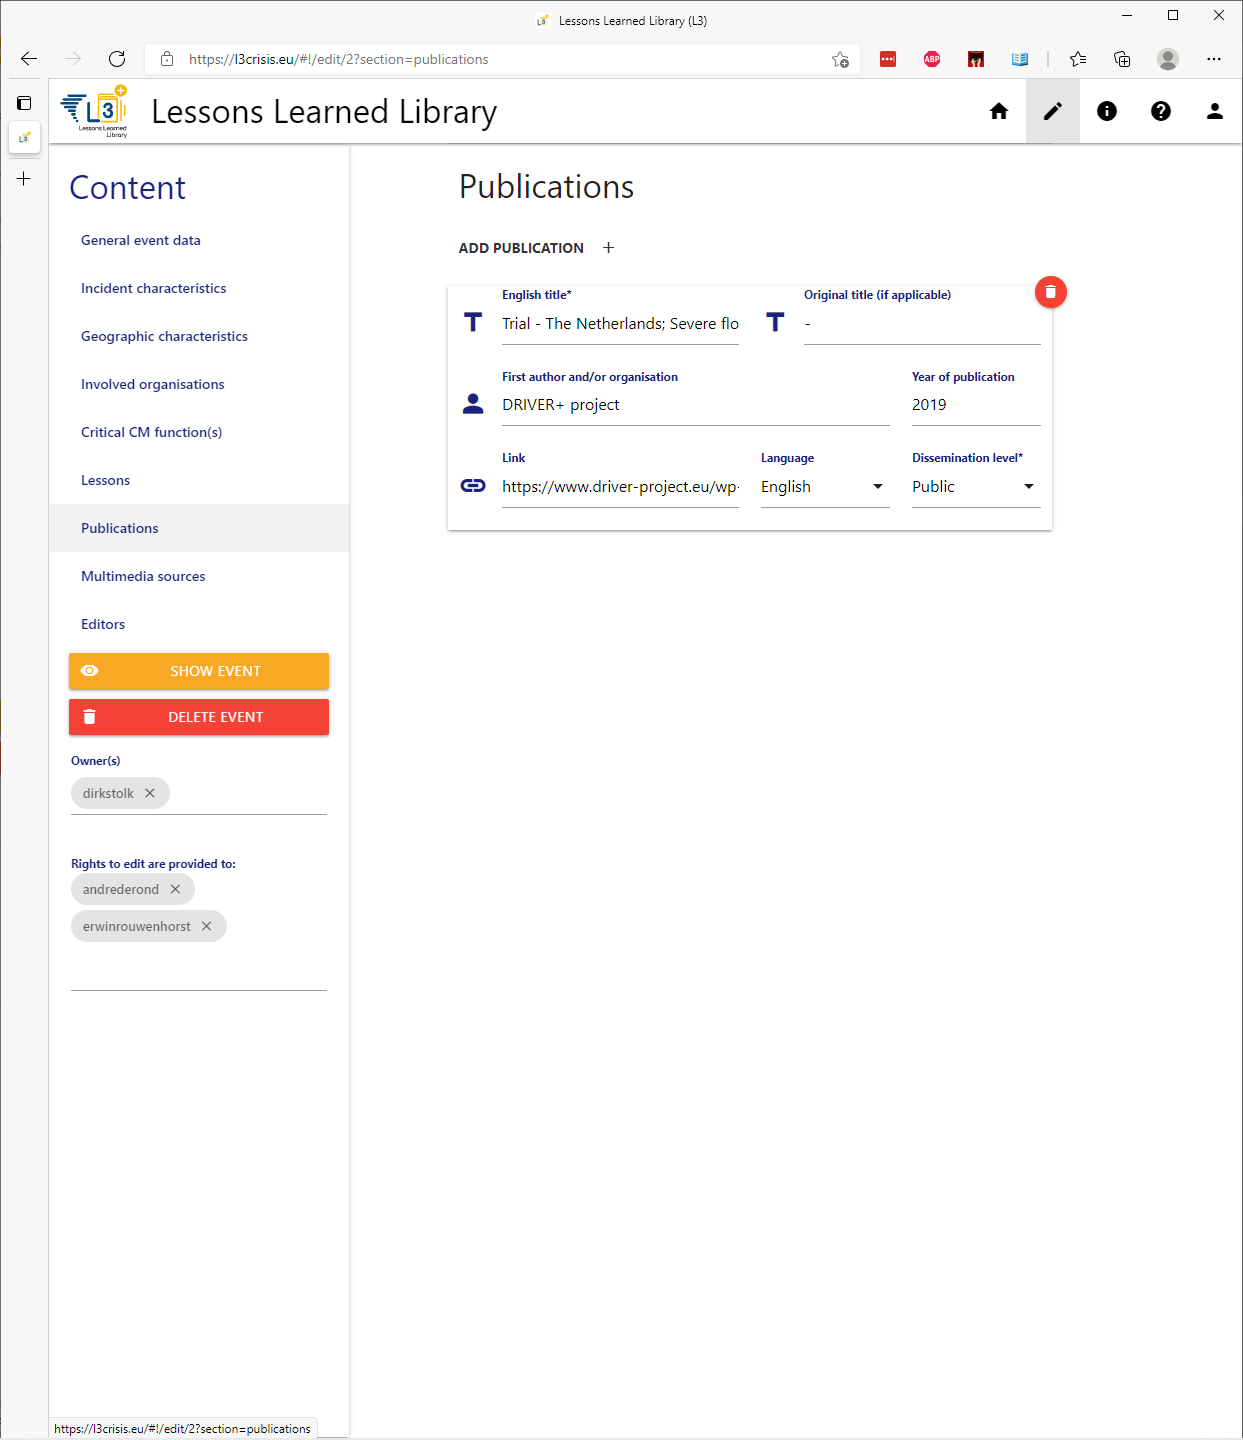 Lessons Learned Library (L3)
https://l3crisis.eu/#!/edit/2?section=publications
ABP
L3
Lessons Learned
Library
Lessons Learned Library
Content
General event data
Incident characteristics
Geographic characteristics
Involved organisations
Critical CM function(s)
Lessons
Publications
Multimedia sources
Editors
SHOW EVENT
DELETE EVENT
Owner(s)
dirkstolk
Rights to edit are provided to:
andrederond
erwinrouwenhorst
Publications
ADD PUBLICATION +
English title* Original title (if applicable)
Trial - The Netherlands; Severe flo -
First author and/or organisation Year of publication
DRIVER+ project 2019
Link Language Dissemination level*
https://www.driver-project.eu/wp- English Public
https://l3crisis.eu/#!/edit/2?section=publications